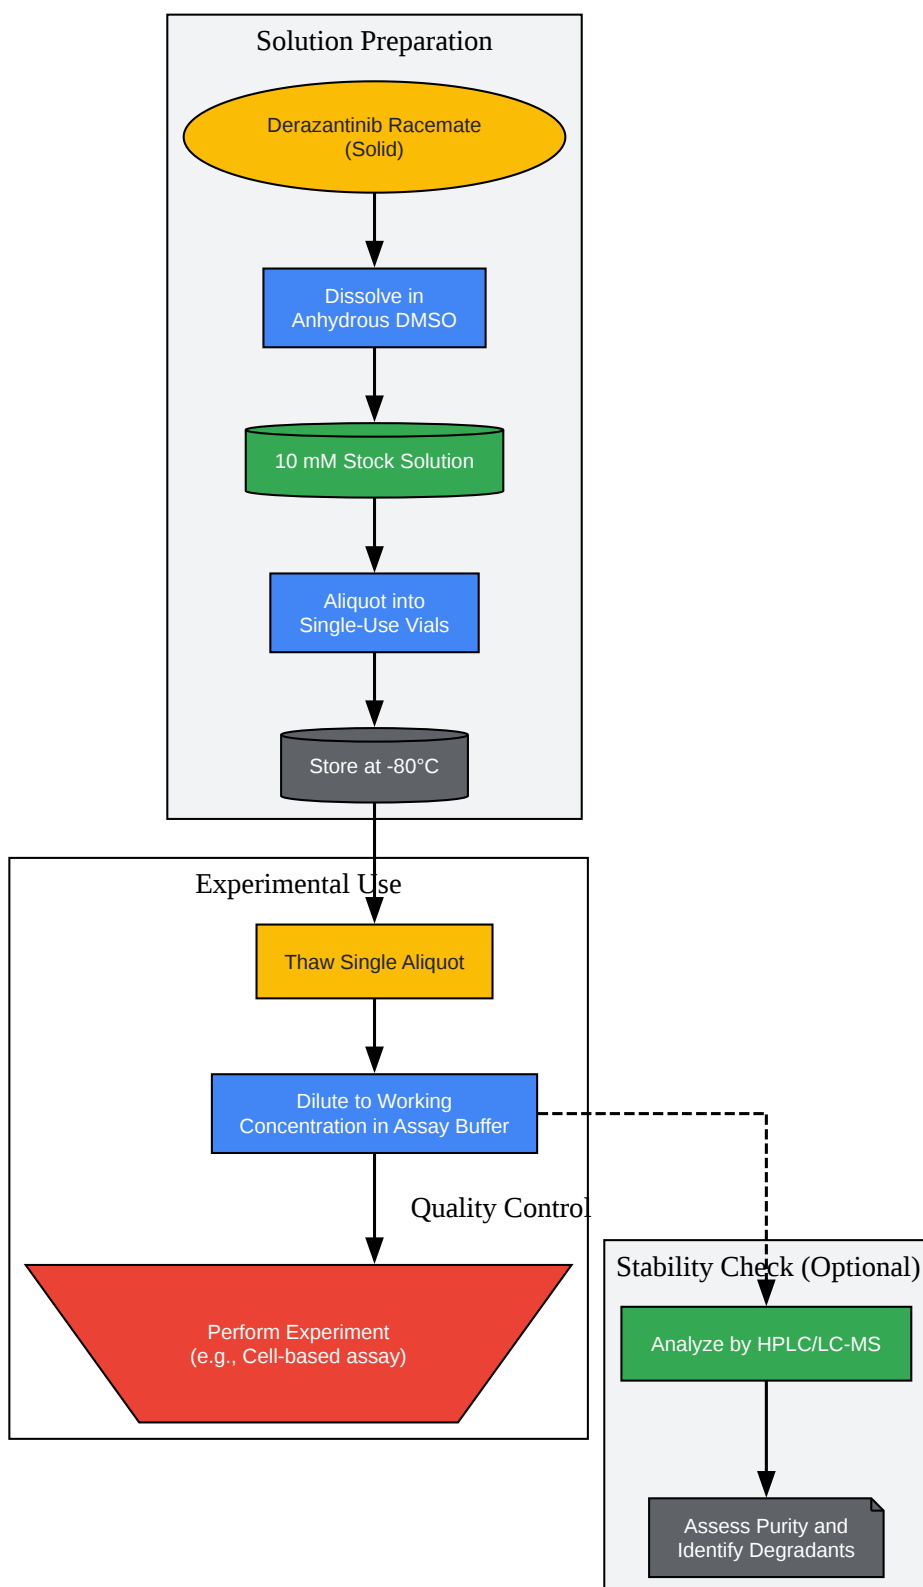 Solution Preparation
Derazantinib Racemate
(Solid)
Dissolve in
Anhydrous DMSO
10 mM Stock Solution
Aliquot into
Single-Use Vials
Store at -80°C
Experimental Use
Thaw Single Aliquot
Dilute to Working
Concentration in Assay Buffer
Quality Control
Perform Experiment
(e.g., Cell-based assay)
Stability Check (Optional)
Analyze by HPLC/LC-MS
Assess Purity and
Identify Degradants